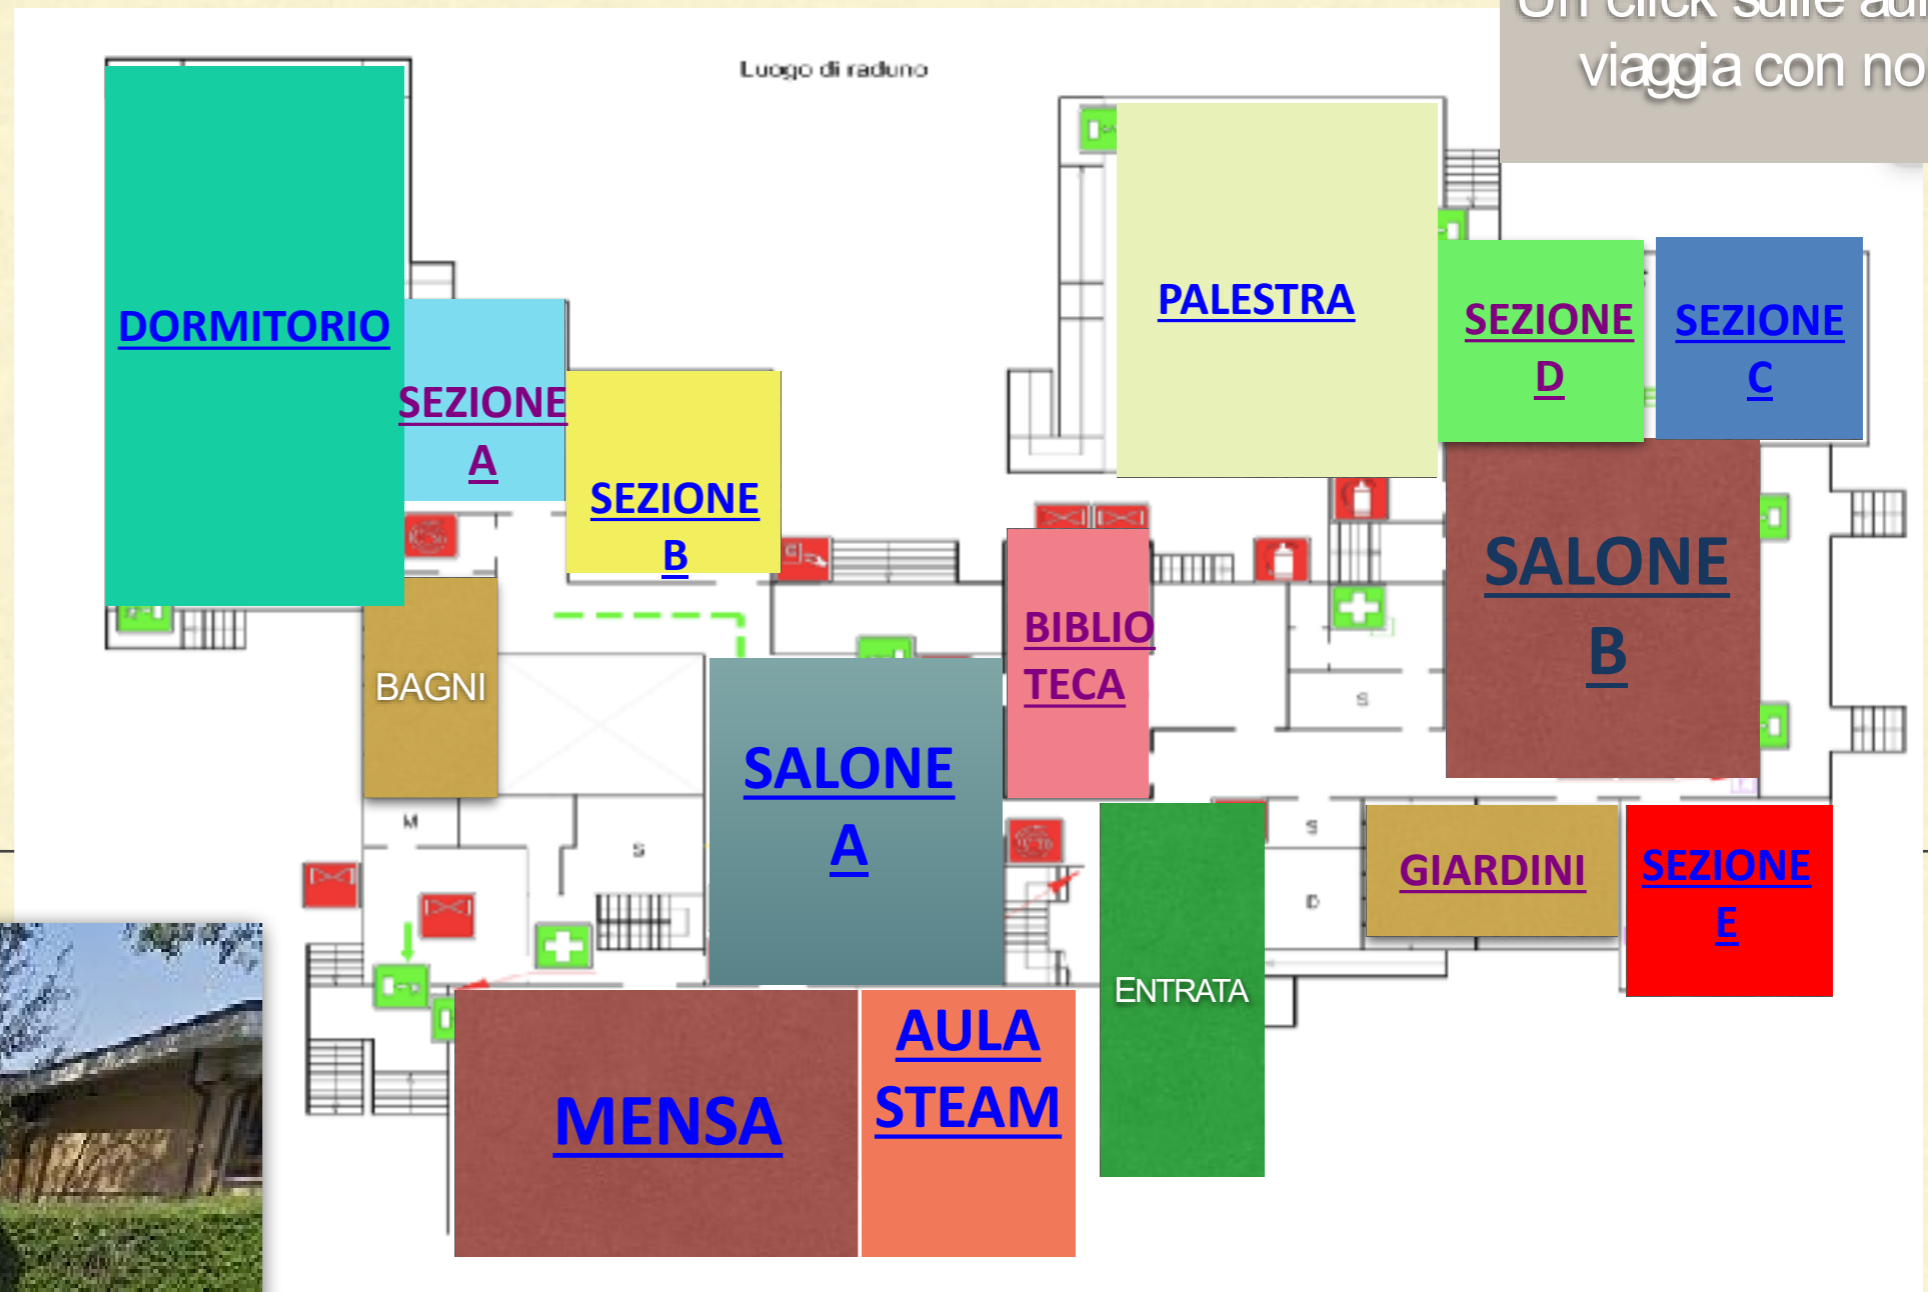 viaggia con no
Luogo di raduno
DORMITORIO
PALESTRA
SEZIONE
D
SEZIONE
C
SEZIONE
A
SEZIONE
B
SALONE
B
BIBLIO
TECA
BAGNI
S
SALONE
A
M
S
S
D
GIARDINI
SEZIONE
E
ENTRATA
AULA
STEAM
MENSA